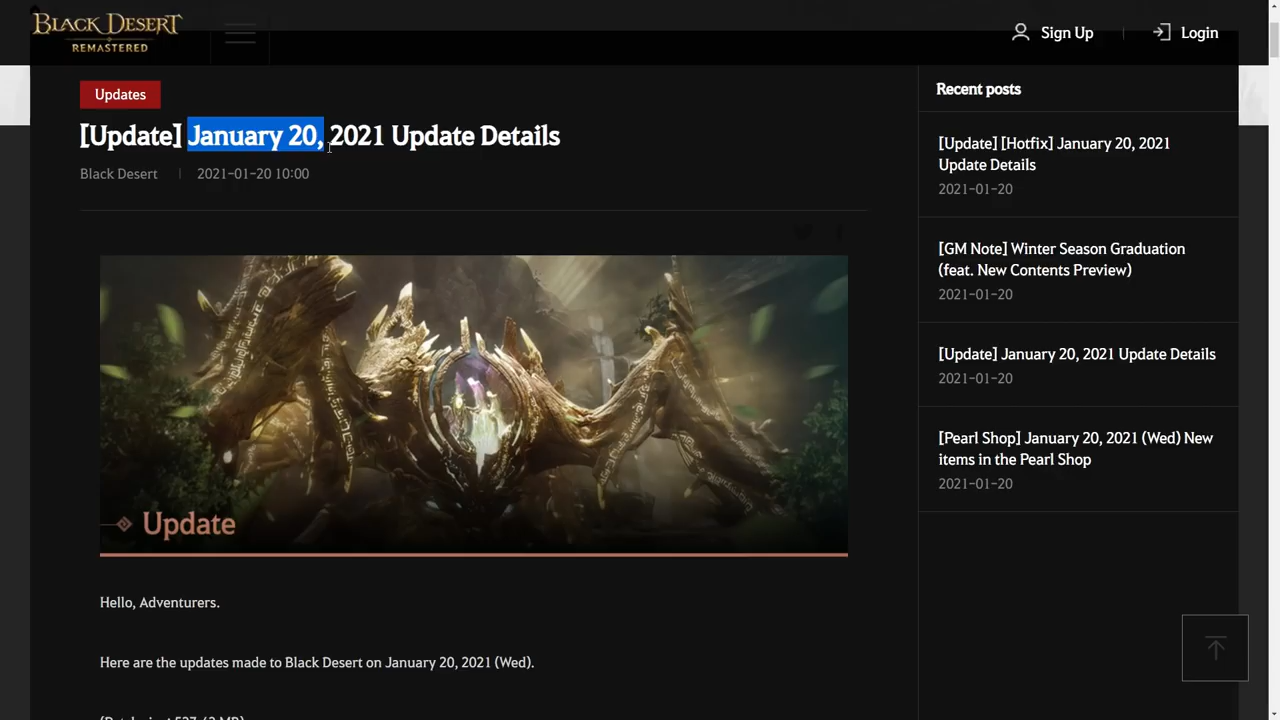 BLACK DESERT
REMASTERED
Sign Up
Login
Updates
[Update] January 20, 2021 Update Details
Black Desert
2021-01-20 10:00
Update
Hello, Adventurers.
Here are the updates made to Black Desert on January 20, 2021 (Wed).
Recent posts
[Update] [Hotfix] January 20, 2021
Update Details
2021-01-20
[GM Note] Winter Season Graduation
(feat. New Contents Preview)
2021-01-20
[Update] January 20, 2021 Update Details
2021-01-20
[Pearl Shop] January 20, 2021 (Wed) New
items in the Pearl Shop
2021-01-20